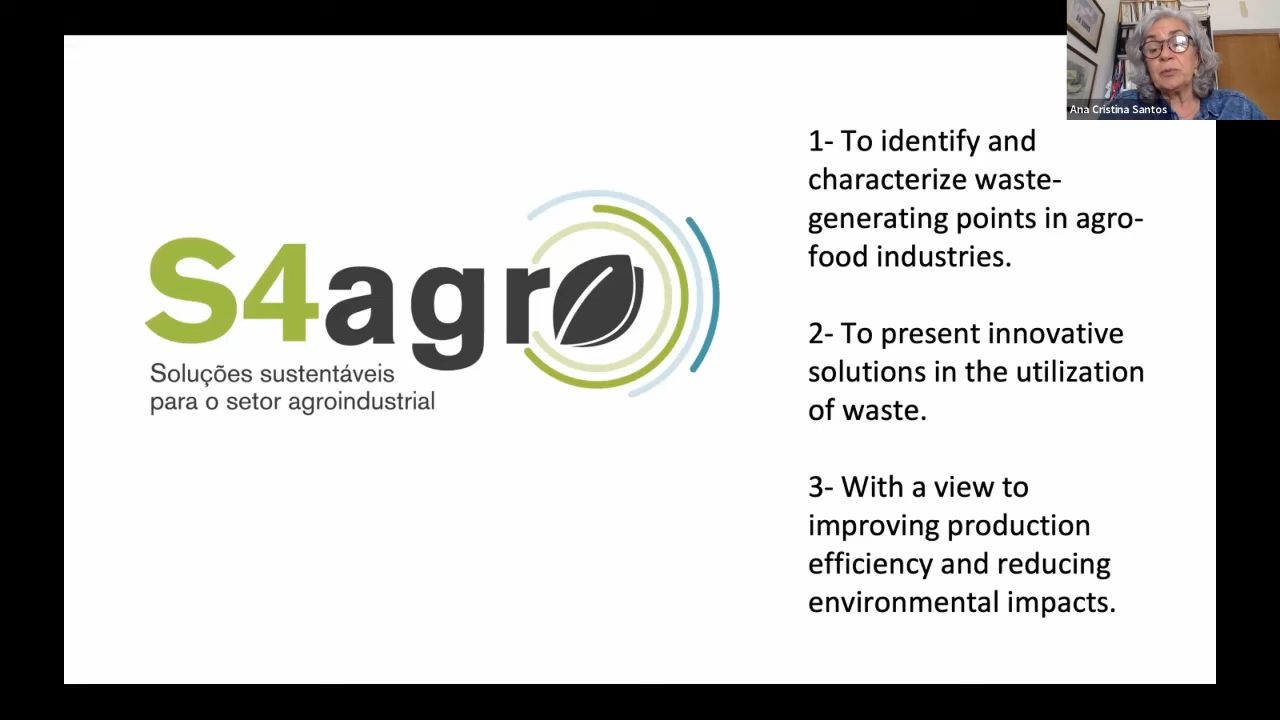 S4agro
Soluções sustentáveis
para o setor agroindustrial
Ana Cristina Santos
1- To identify and
characterize waste-
generating points in agro-
food industries.
2- To present innovative
solutions in the utilization
of waste.
3- With a view to
improving production
efficiency and reducing
environmental impacts.